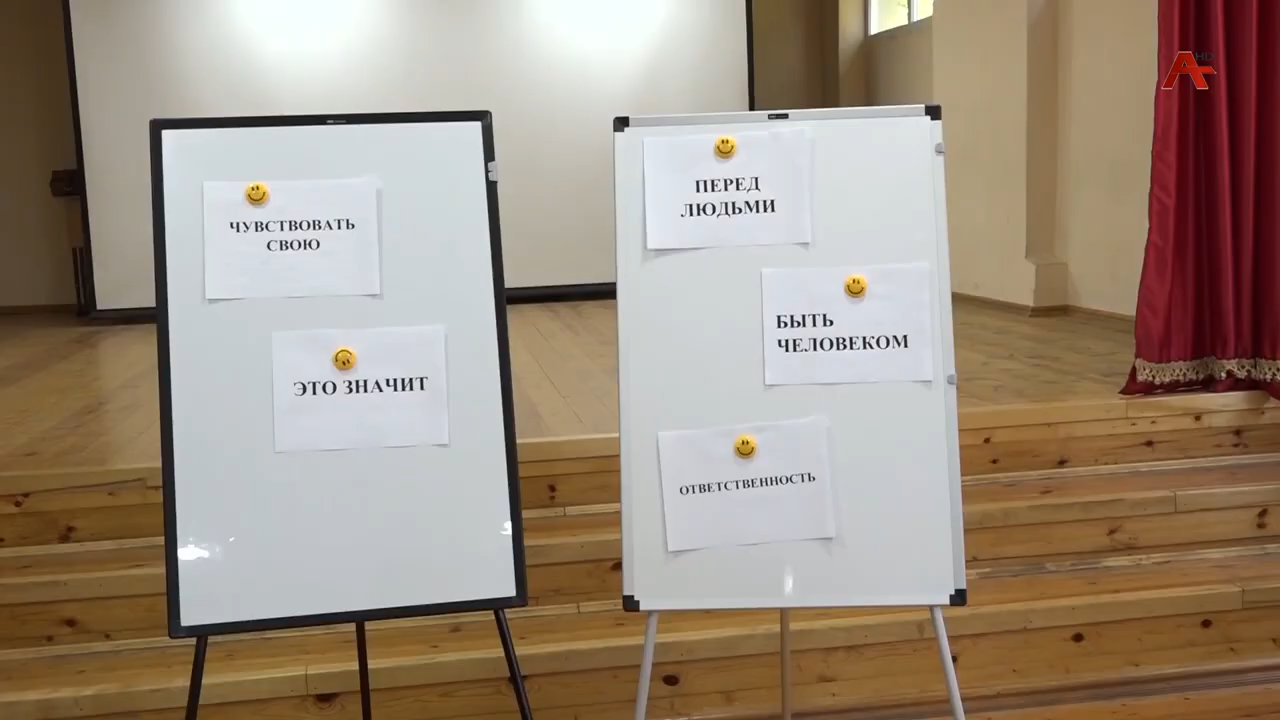 ЧУВСТВОВАТЬ
СВОЮ
ЭТО ЗНАЧИТ
ПЕРЕД
ЛЮДЬМИ
БЫТЬ
ЧЕЛОВЕКОМ
ОТВЕТСТВЕННОСТЬ